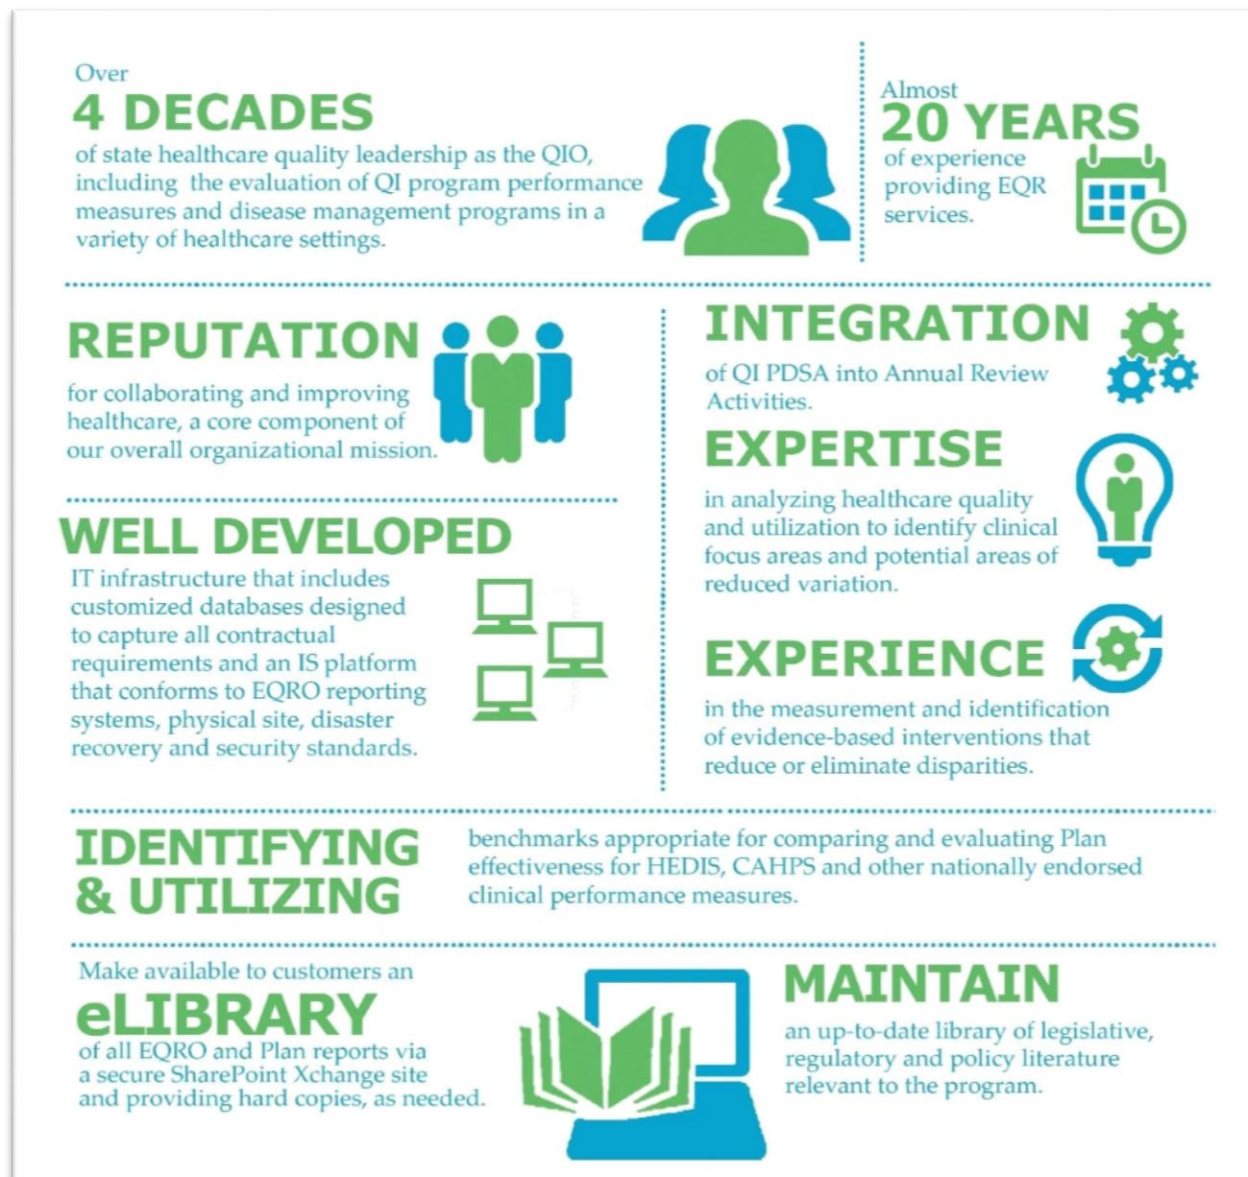 Over
4 DECADES
of state healthcare quality leadership as the QIO,
including the evaluation of QI program performance
measures and disease management programs in a
variety of healthcare settings.
Almost
20 YEARS
of experience
providing EQR
services.
REPUTATION
for collaborating and improving
healthcare, a core component of
our overall organizational mission.
WELL DEVELOPED
IT infrastructure that includes
customized databases designed
to capture all contractual
requirements and an IS platform
that conforms to EQRO reporting
systems, physical site, disaster
recovery and security standards.
INTEGRATION
of QI PDSA into Annual Review
Activities.
EXPERTISE
in analyzing healthcare quality
and utilization to identify clinical
focus areas and potential areas of
reduced variation.
EXPERIENCE
in the measurement and identification
of evidence-based interventions that
reduce or eliminate disparities.
IDENTIFYING
& UTILIZING
benchmarks appropriate for comparing and evaluating Plan
effectiveness for HEDIS, CAHPS and other nationally endorsed
clinical performance measures.
Make available to customers an
eLIBRARY
of all EQRO and Plan reports via
a secure SharePoint Xchange site
and providing hard copies, as needed.
MAINTAIN
an up-to-date library of legislative,
regulatory and policy literature
relevant to the program.